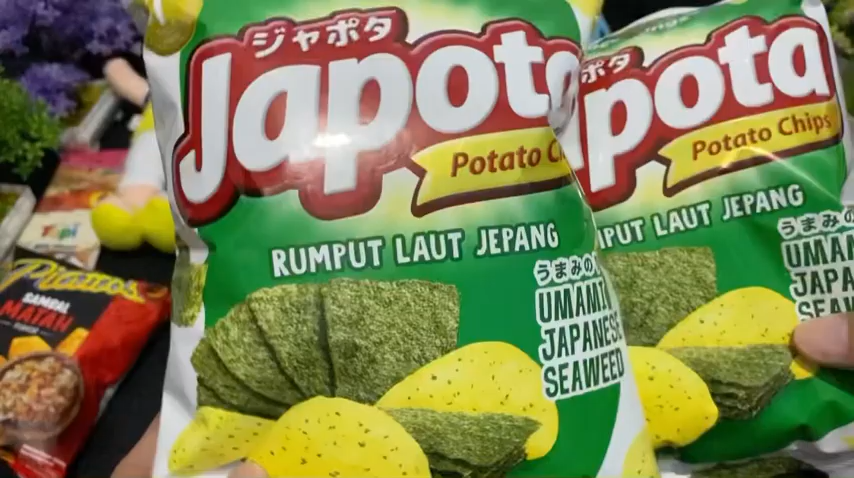 ジャポタ
Japota
Potato C
RUMPUT LAUT JEPANG
うまみの
UMAMI
JAPANESE
SEAWEED
ポタ
pota
Potato Chips
PUT LAUT JEPANG
うまみの
UMAM
JAPA
SEAW
Piattos
SAMBAL
MATAH